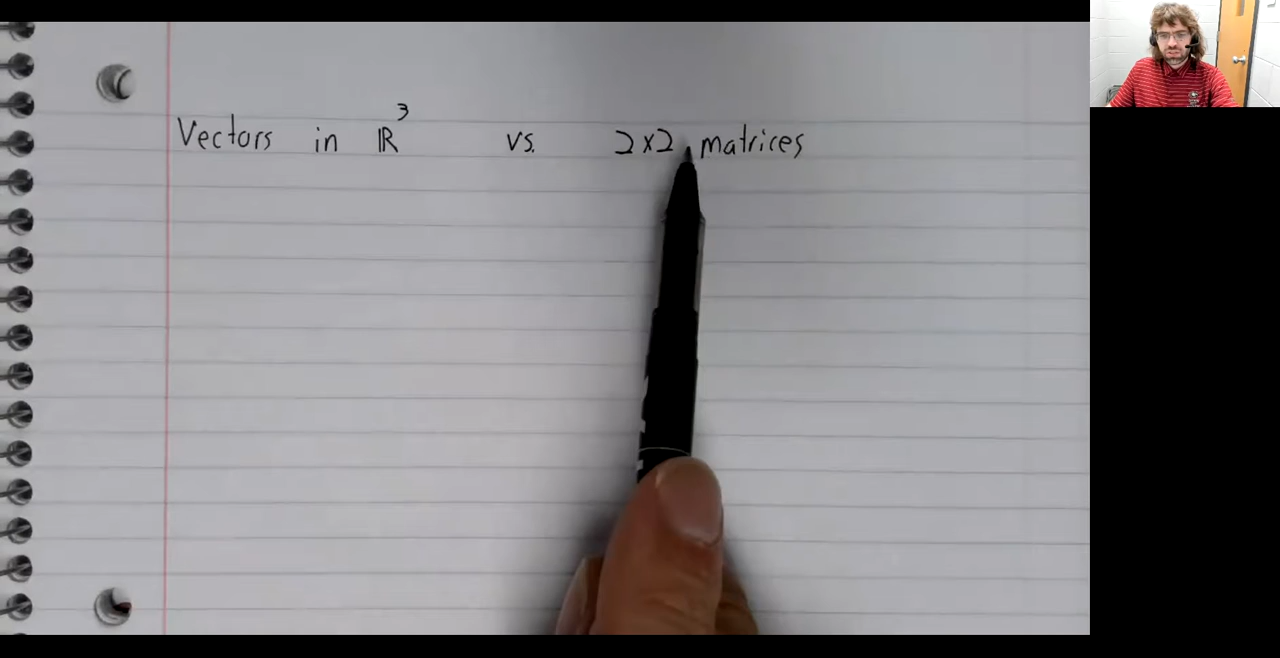 Vectors in ℝ³ vs. 2x2 matrices